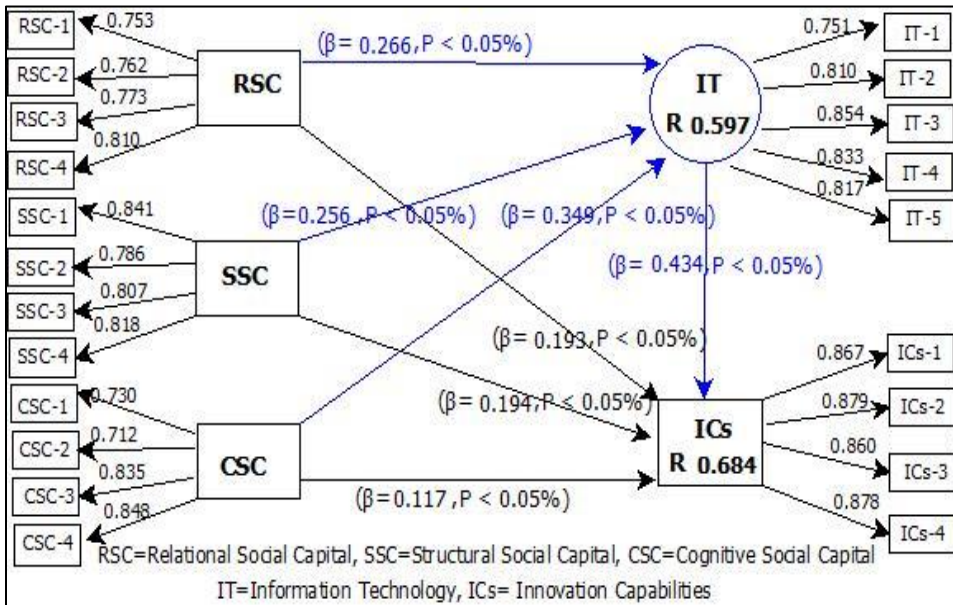 RSC-1
0.753
RSC-2
0.762
RSC-3
0.773
RSC-4
0.810
RSC
(β= 0.266, P < 0.05%)
IT
R 0.597
0.751
IT-1
0.810
IT-2
0.854
IT-3
0.833
IT-4
0.817
IT-5
SSC-1
0.841
SSC-2
0.786
SSC-3
0.807
SSC-4
0.818
SSC
(β=0.256 ,P < 0.05%)
(β= 0.349,P < 0.05%)
(β= 0.434,P < 0.05%)
(β= 0.193,P < 0.05%)
(β= 0.194,P < 0.05%)
CSC-1
0.730
CSC-2
0.712
CSC-3
0.835
CSC-4
0.848
CSC
(β=0.117 ,P < 0.05%)
ICs
R 0.684
0.867
ICs-1
0.879
ICs-2
0.860
ICs-3
0.878
ICs-4
RSC=Relational Social Capital, SSC=Structural Social Capital, CSC=Cognitive Social Capital
IT=Information Technology, ICs= Innovation Capabilities